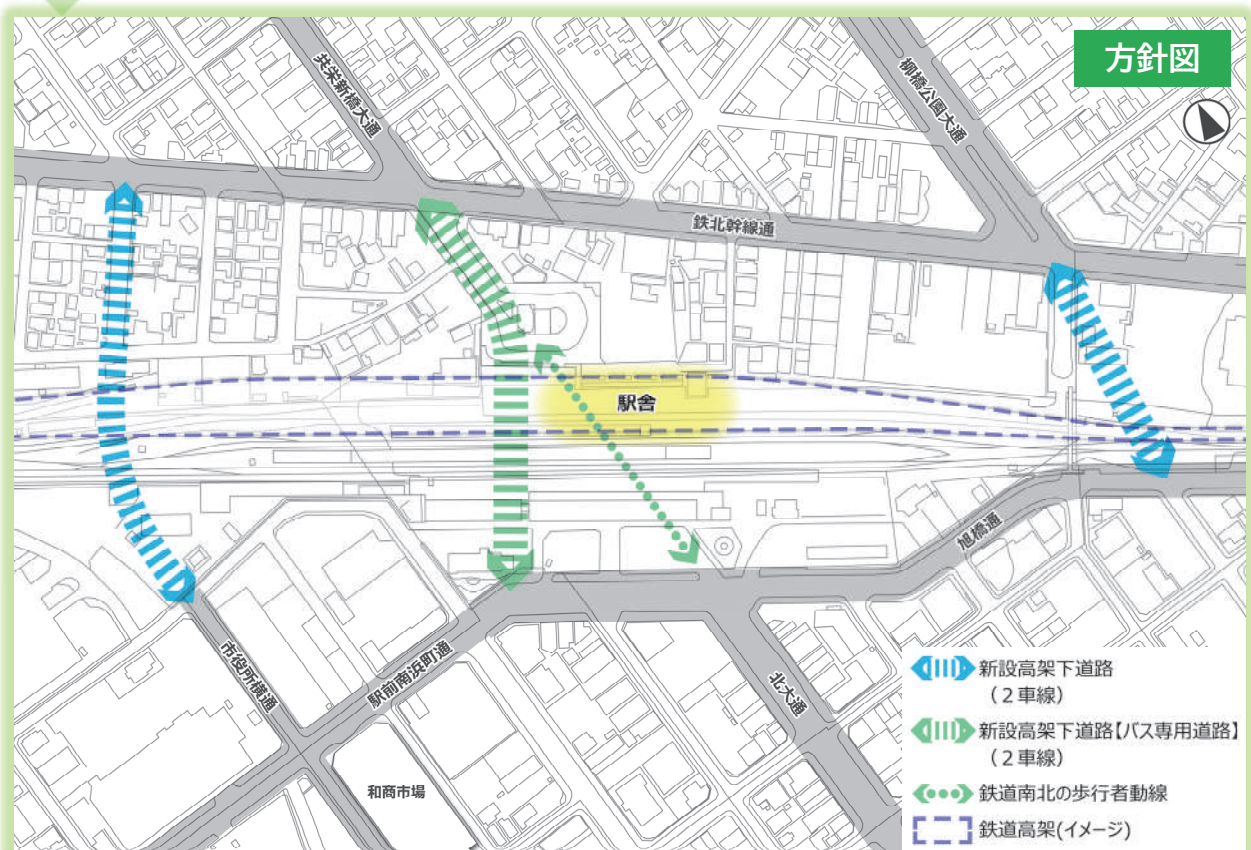 方針図
共栄新橋大通
柳橋公園大通
鉄北幹線通
駅舎
旭橋通
市役所横通
駅前南浜町通
北大通
和商市場
新設高架下道路
（２車線）
新設高架下道路【バス専用道路】
（２車線）
鉄道南北の歩行者動線
鉄道高架(イメージ)